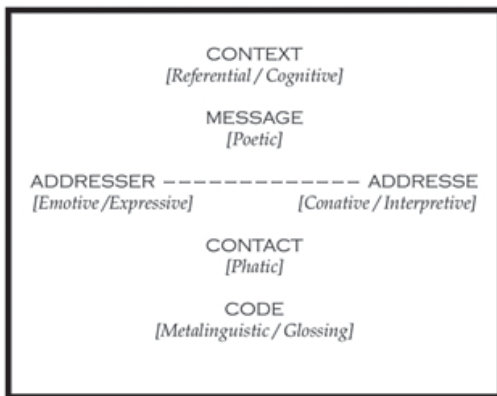 CONTEXT
[Referential / Cognitive]
MESSAGE
[Poetic]
ADDRESSER –––––––––––––– ADDRESSE
[Emotive /Expressive] [Conative / Interpretive]
CONTACT
[Phatic]
CODE
[Metalinguistic / Glossing]